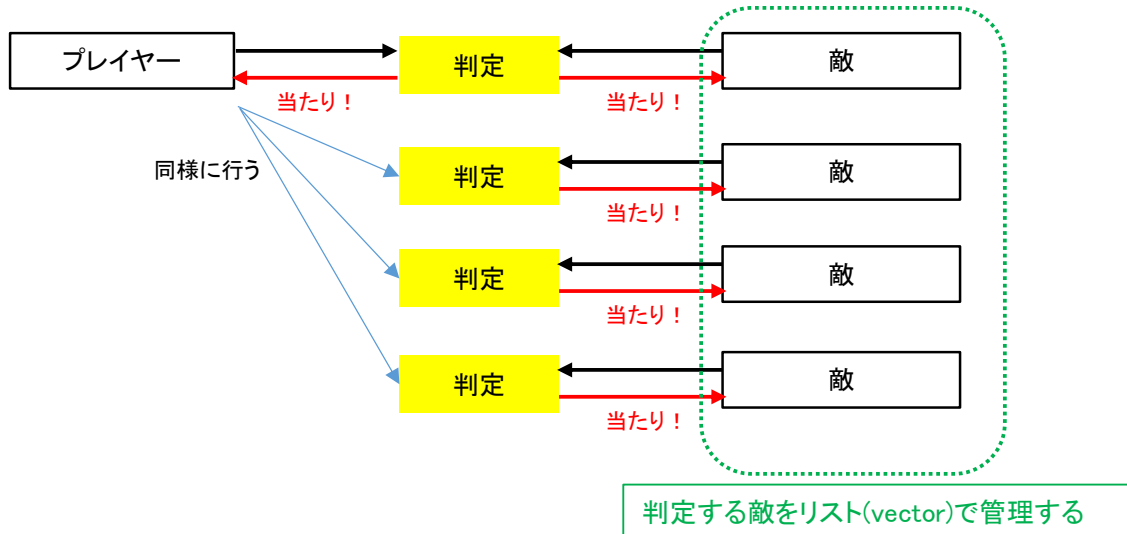 プレイヤー
判定
敵
当たり！
当たり！
同様に行う
判定
敵
当たり！
判定
敵
当たり！
判定
敵
当たり！
判定する敵をリスト(vector)で管理する